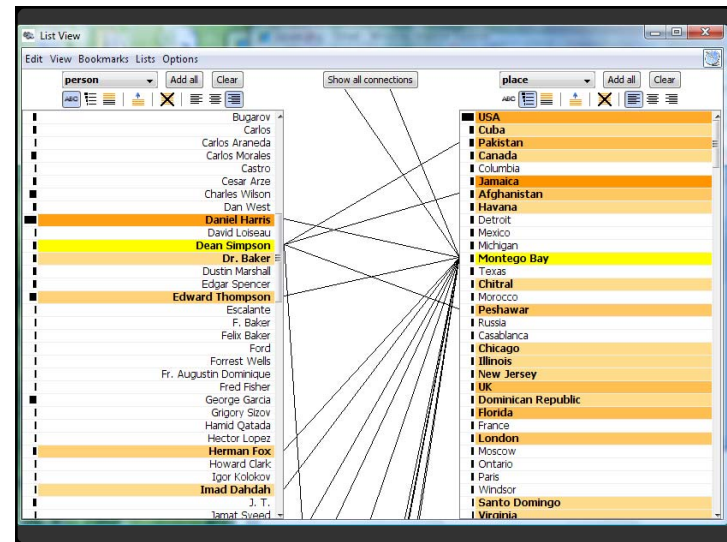 List View
Edit View Bookmarks Lists Options
person Add all Clear Show all connections place Add all Clear
ABC ABC
Bugarov
Carlos
Carlos Araneda
Carlos Morales
Castro
Cesar Arze
Charles Wilson
Dan West
Daniel Harris
David Loiseau
Dean Simpson
Dr. Baker
Dustin Marshall
Edgar Spencer
Edward Thompson
Escalante
F. Baker
Felix Baker
Ford
Forrest Wells
Fr. Augustin Dominique
Fred Fisher
George Garcia
Grigory Sizov
Hamid Qatada
Hector Lopez
Herman Fox
Howard Clark
Igor Kolokov
Imad Dahdah
J. T.
Jamat Syeed
USA
Cuba
Pakistan
Canada
Columbia
Jamaica
Afghanistan
Havana
Detroit
Mexico
Michigan
Montego Bay
Texas
Chitral
Morocco
Peshawar
Russia
Casablanca
Chicago
Illinois
New Jersey
UK
Dominican Republic
Florida
France
London
Moscow
Ontario
Paris
Windsor
Santo Domingo
Virginia